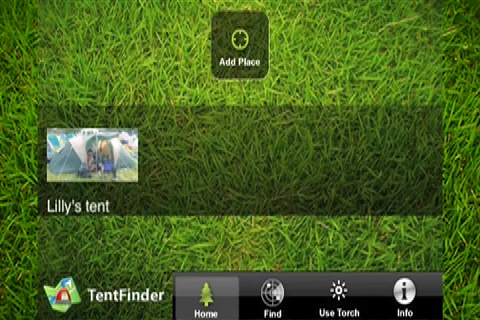 Add Place
Lilly's tent
TentFinder
Home
Find
Use Torch
Info